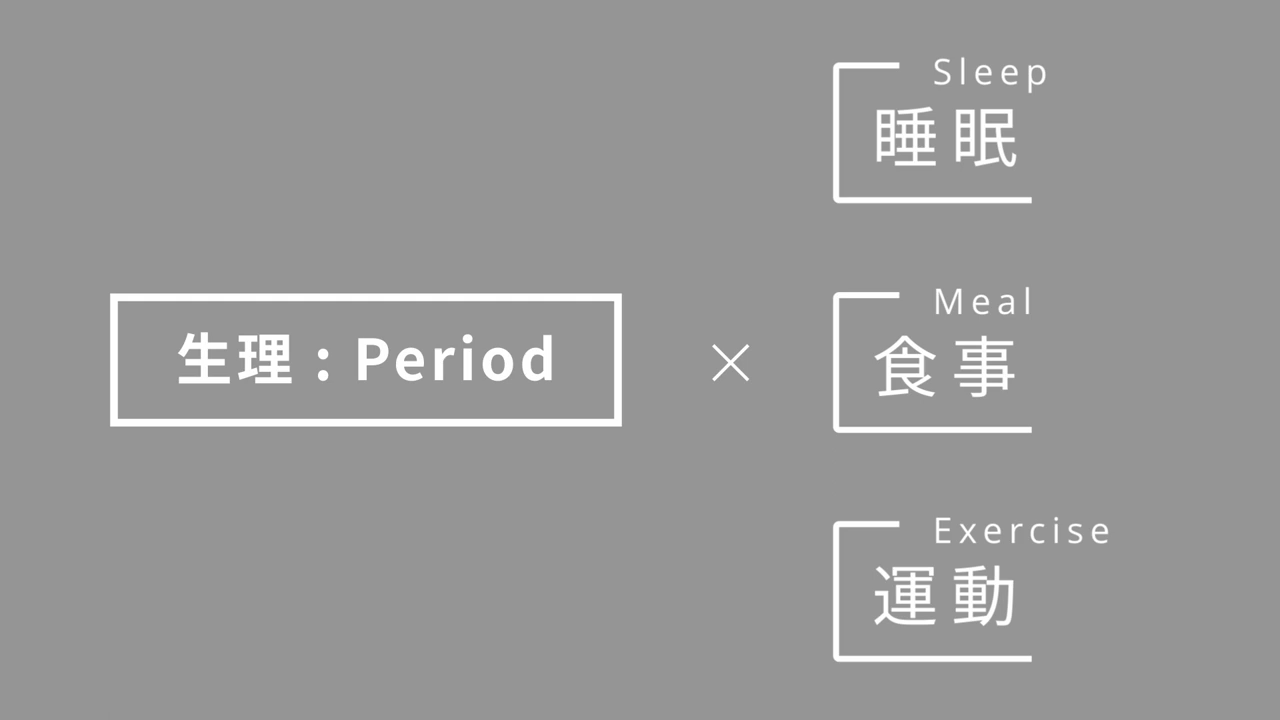 生理 : Period
×
Sleep
睡眠
Meal
食事
Exercise
運動